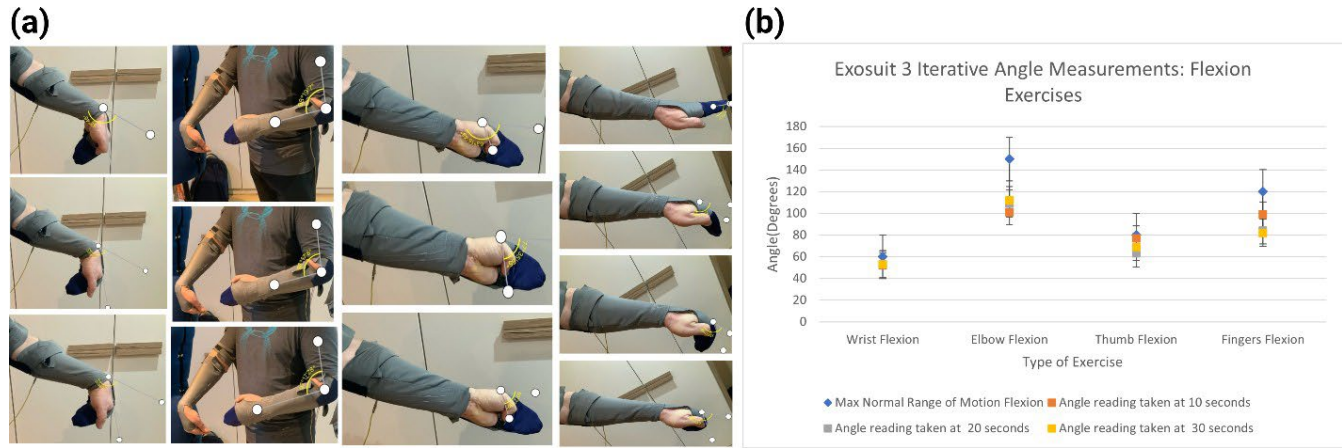 (a)
(b)
Exosuit 3 Iterative Angle Measurements: Flexion
Exercises
180
160
140
120
100
80
60
40
20
0
Angle(Degrees)
Wrist Flexion
Elbow Flexion
Thumb Flexion
Fingers Flexion
Type of Exercise
Max Normal Range of Motion Flexion
Angle reading taken at 10 seconds
Angle reading taken at 20 seconds
Angle reading taken at 30 seconds